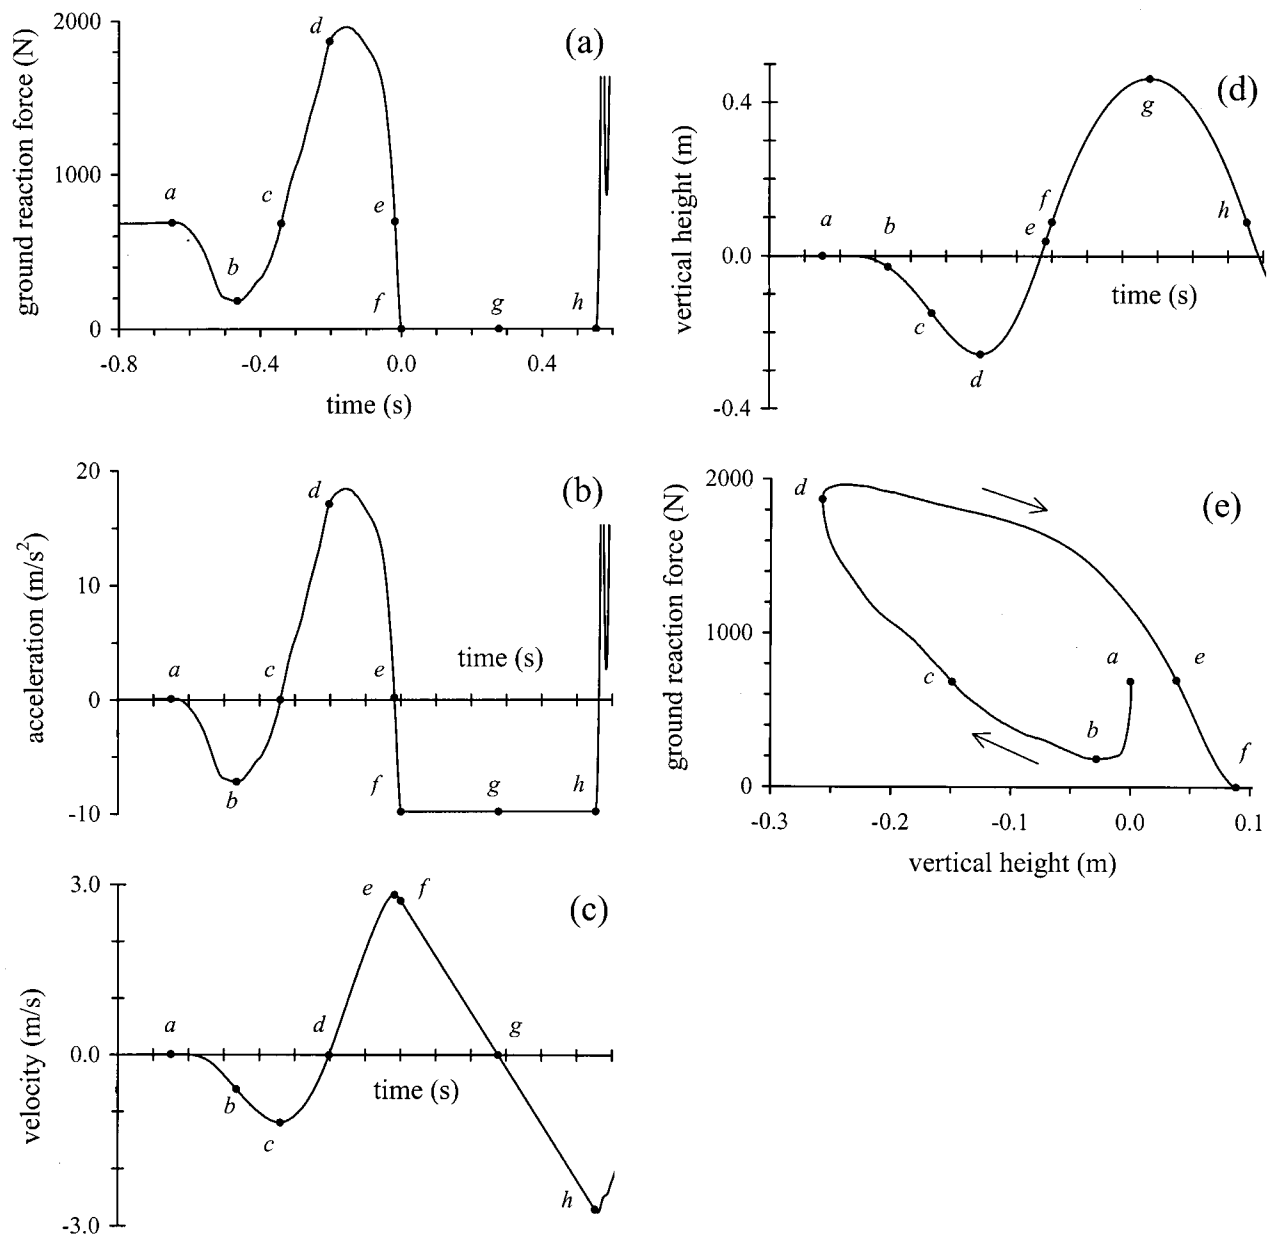 (a)
ground reaction force (N)
2000
1000
0
-0.8
-0.4
0.0
0.4
time (s)
a
b
c
d
e
f
g
h
(b)
acceleration (m/s2)
20
10
0
-10
time (s)
a
b
c
d
e
f
g
h
(c)
velocity (m/s)
3.0
0.0
-3.0
time (s)
a
b
c
d
e
f
g
h
(d)
vertical height (m)
0.4
0.0
-0.4
time (s)
a
b
c
d
e
f
g
h
(e)
ground reaction force (N)
2000
1000
0
-0.3
-0.2
-0.1
0.0
0.1
vertical height (m)
a
b
c
d
e
f